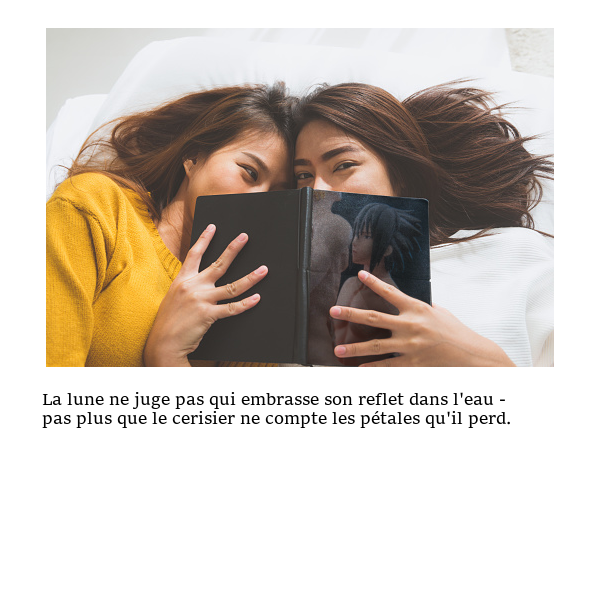 La lune ne juge pas qui embrasse son reflet dans l'eau -
pas plus que le cerisier ne compte les pétales qu'il perd.